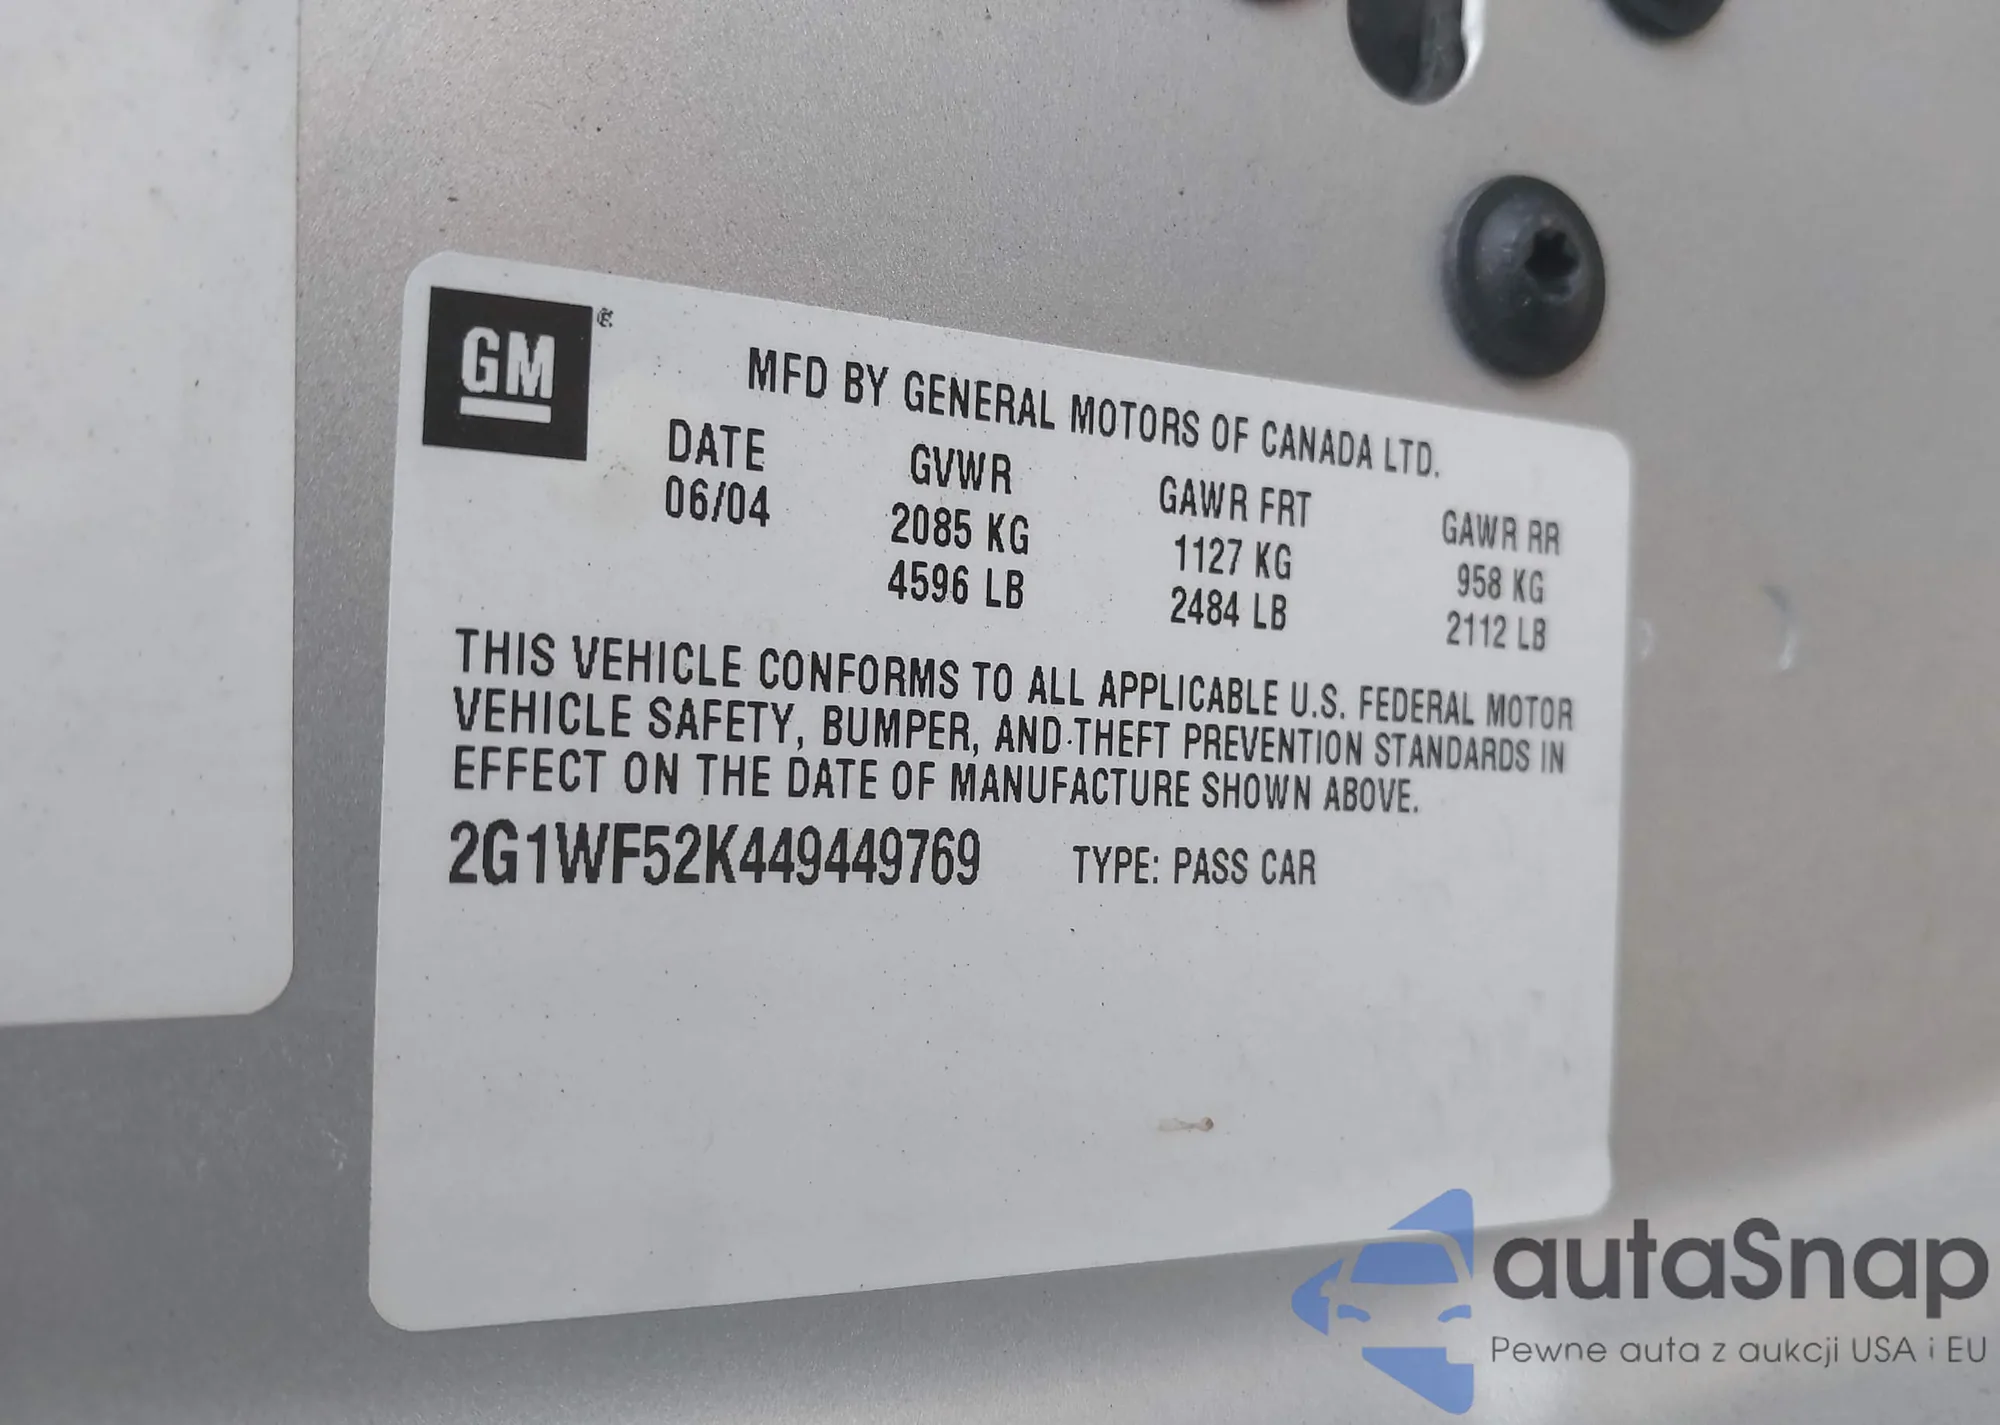 GM
MFD BY GENERAL MOTORS OF CANADA LTD.
DATE GVWR GAWR FRT GAWR RR
06/04 2085 KG 1127 KG 958 KG
4596 LB 2484 LB 2112 LB
THIS VEHICLE CONFORMS TO ALL APPLICABLE U.S. FEDERAL MOTOR
VEHICLE SAFETY, BUMPER, AND THEFT PREVENTION STANDARDS IN
EFFECT ON THE DATE OF MANUFACTURE SHOWN ABOVE.
2G1WF52K449449769 TYPE: PASS CAR
autaSnap
Pewne auta z aukcji USA i EU